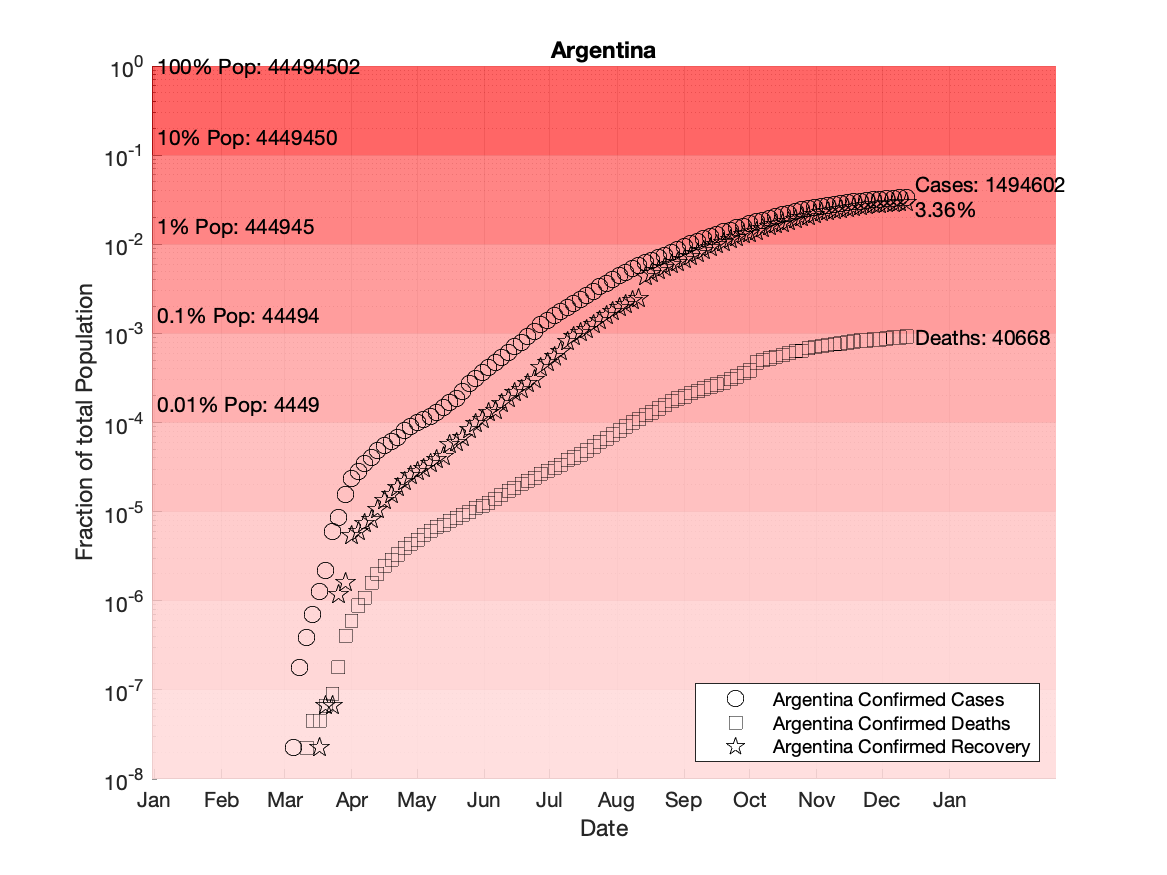 Argentina
10^0
100% Pop: 44494502
10% Pop: 4449450
10^-1
Cases: 1494602
3.36%
1% Pop: 444945
10^-2
0.1% Pop: 44494
10^-3
Deaths: 40668
0.01% Pop: 4449
10^-4
10^-5
10^-6
10^-7
10^-8
Fraction of total Population
Argentina Confirmed Cases
Argentina Confirmed Deaths
Argentina Confirmed Recovery
Jan Feb Mar Apr May Jun Jul Aug Sep Oct Nov Dec Jan
Date